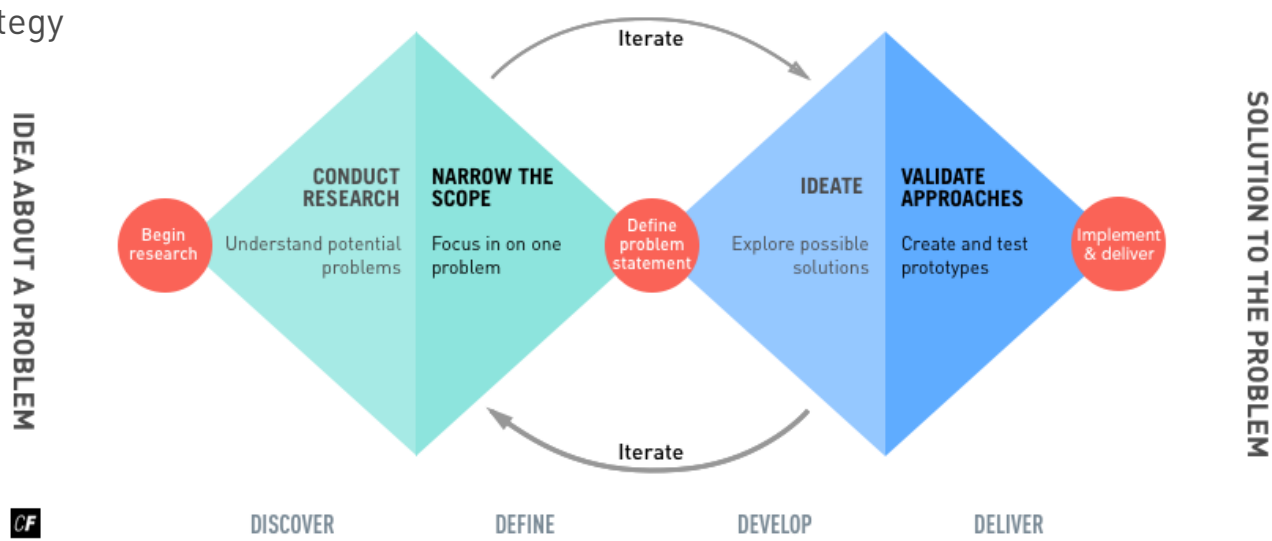 tegy
IDEA ABOUT A PROBLEM
Iterate
CONDUCT
RESEARCH
Understand potential
problems
NARROW THE
SCOPE
Focus in on one
problem
Begin
research
Define
problem
statement
IDEATE
Explore possible
solutions
VALIDATE
APPROACHES
Create and test
prototypes
Implement
& deliver
Iterate
SOLUTION TO THE PROBLEM
CF
DISCOVER
DEFINE
DEVELOP
DELIVER